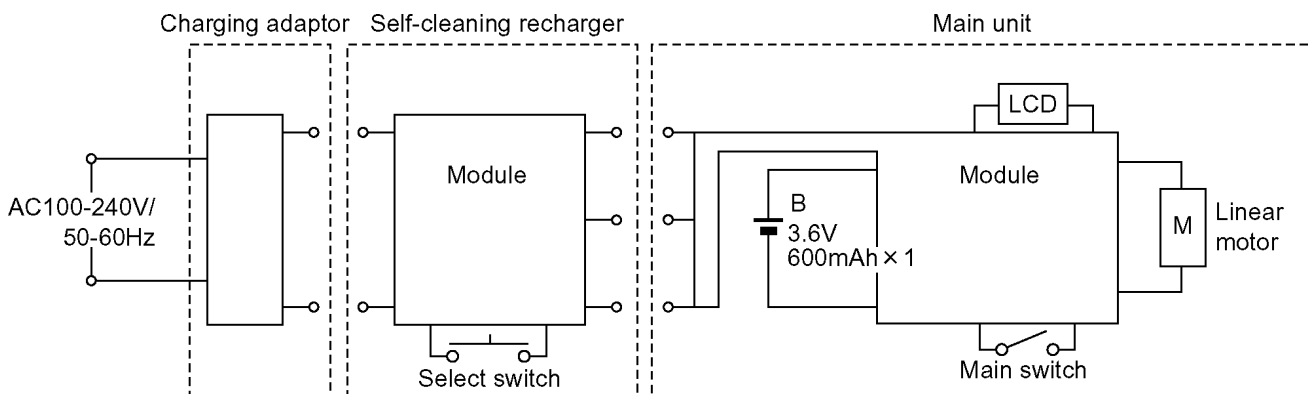 Charging adaptor
Self-cleaning recharger
Main unit
LCD
Module
Module
AC100-240V/
50-60Hz
B
3.6V
600mAh×1
M
Linear
motor
Select switch
Main switch